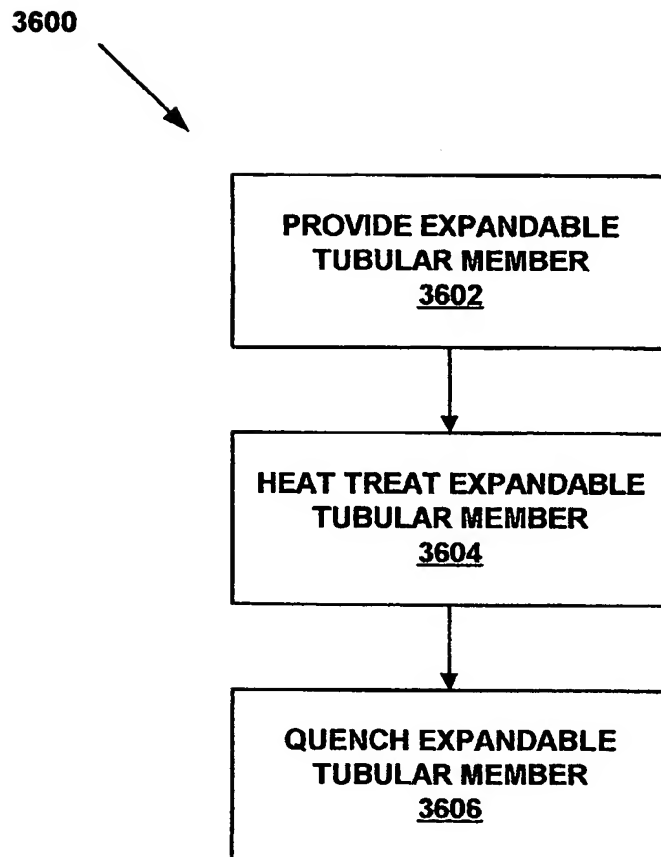 3600
PROVIDE EXPANDABLE
TUBULAR MEMBER
3602
HEAT TREAT EXPANDABLE
TUBULAR MEMBER
3604
QUENCH EXPANDABLE
TUBULAR MEMBER
3606